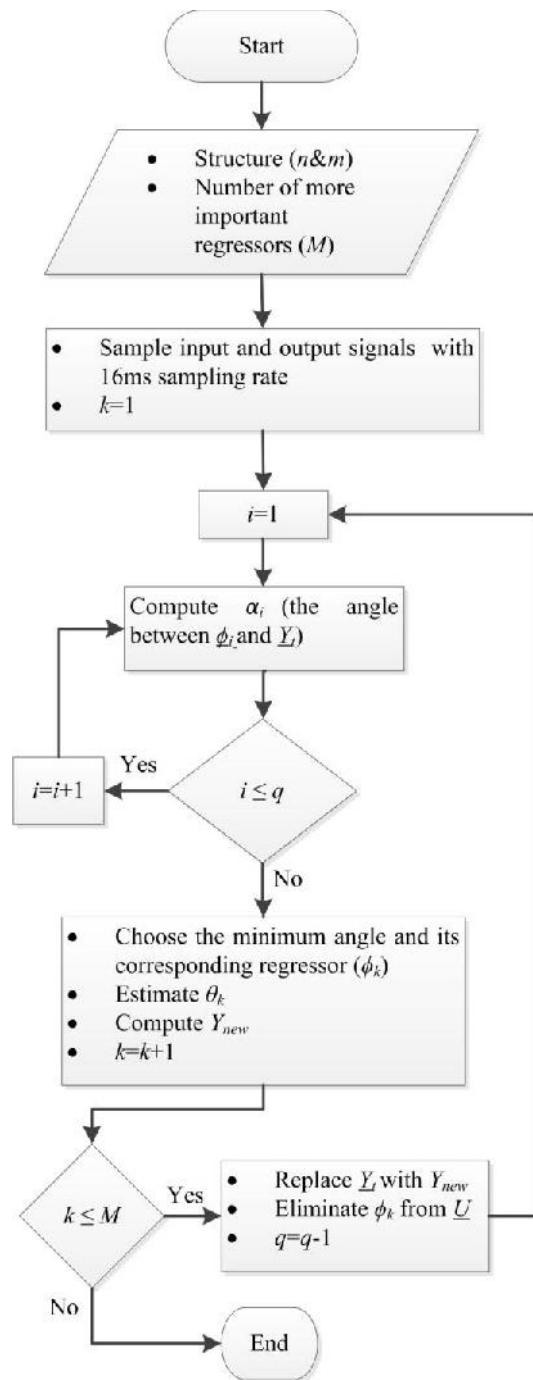 Start
• Structure (n&m)
• Number of more
important
regressors (M)
• Sample input and output signals with
16ms sampling rate
• k=1
i=1
Compute αi (the angle
between ϕi and Yt)
i ≤ q
Yes
i=i+1
No
• Choose the minimum angle and its
corresponding regressor (ϕk)
• Estimate θk
• Compute Ynew
• k=k+1
k ≤ M
Yes
• Replace Yt with Ynew
• Eliminate ϕk from U
• q=q-1
No
End